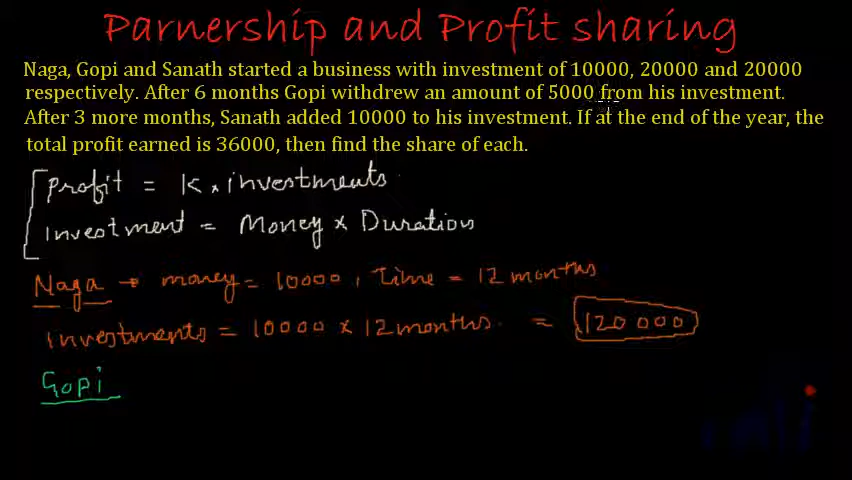 Parnership and Profit sharing
Naga, Gopi and Sanath started a business with investment of 10000, 20000 and 20000
respectively. After 6 months Gopi withdrew an amount of 5000 from his investment.
After 3 more months, Sanath added 10000 to his investment. If at the end of the year, the
total profit earned is 36000, then find the share of each.
Profit = K x investments
Investment = Money x Duration
Naga → money = 10000, Time = 12 months
investments = 10000 x 12 months. = 120000
Gopi